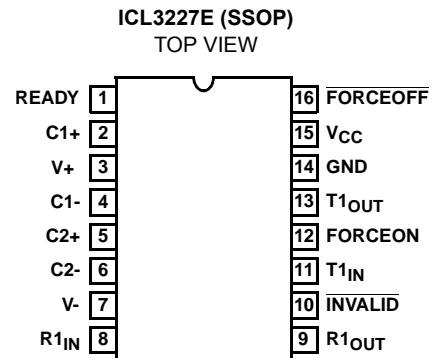 ICL3227E (SSOP)
TOP VIEW
READY 1 16 FORCEOFF
C1+ 2 15 VCC
V+ 3 14 GND
C1- 4 13 T1OUT
C2+ 5 12 FORCEON
C2- 6 11 T1IN
V- 7 10 INVALID
R1IN 8 9 R1OUT